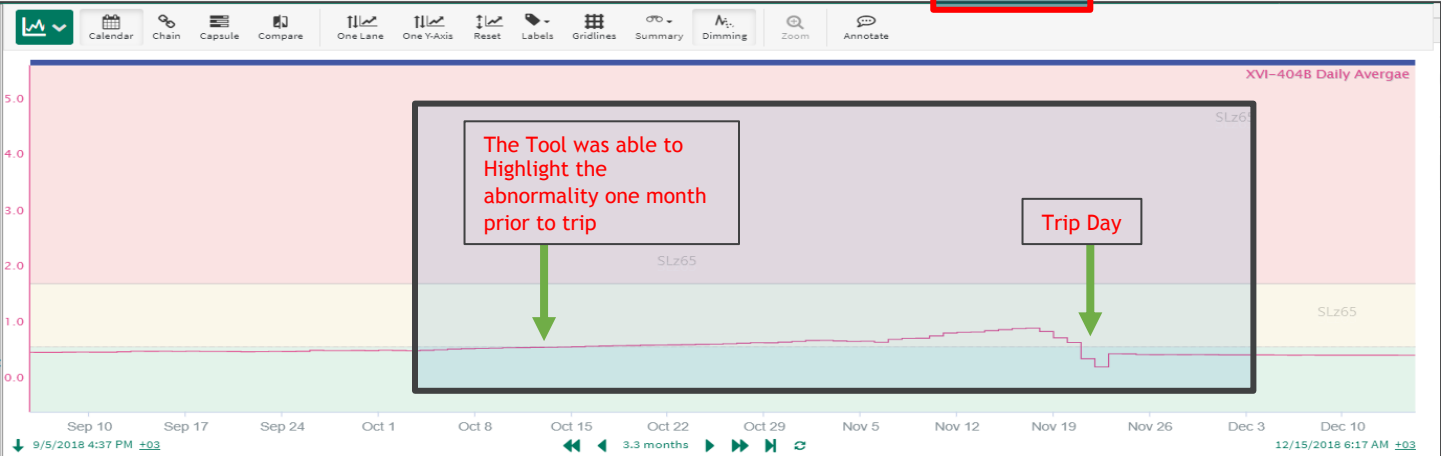 Calendar Chain Capsule Compare One Lane One Y-Axis Reset Labels Gridlines Summary Dimming Zoom Annotate
XVI-404B Daily Avergae
5.0
SLz65
The Tool was able to
Highlight the
abnormality one month
prior to trip
4.0
3.0
Trip Day
2.0
SLz65
SLz65
1.0
0.0
Sep 10 Sep 17 Sep 24 Oct 1 Oct 8 Oct 15 Oct 22 Oct 29 Nov 5 Nov 12 Nov 19 Nov 26 Dec 3 Dec 10
9/5/2018 4:37 PM +03 3.3 months 12/15/2018 6:17 AM +03